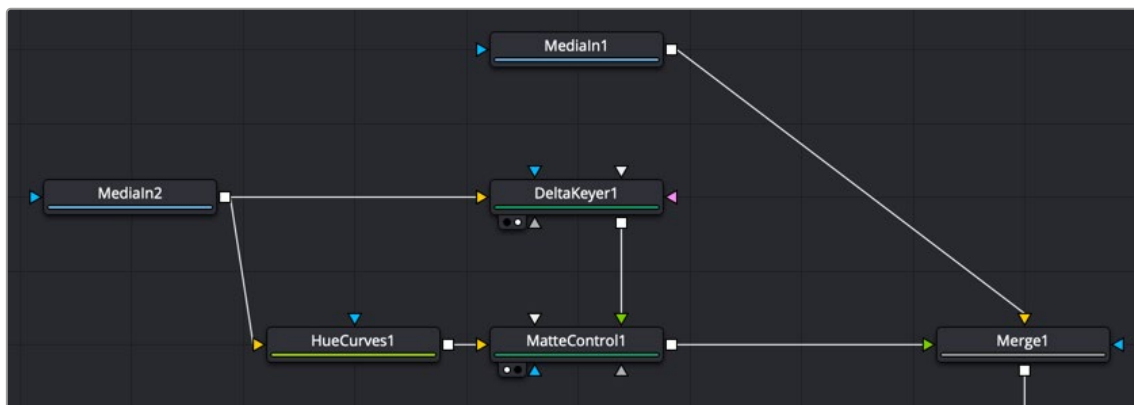 MediaIn1
MediaIn2
DeltaKeyer1
HueCurves1
MatteControl1
Merge1